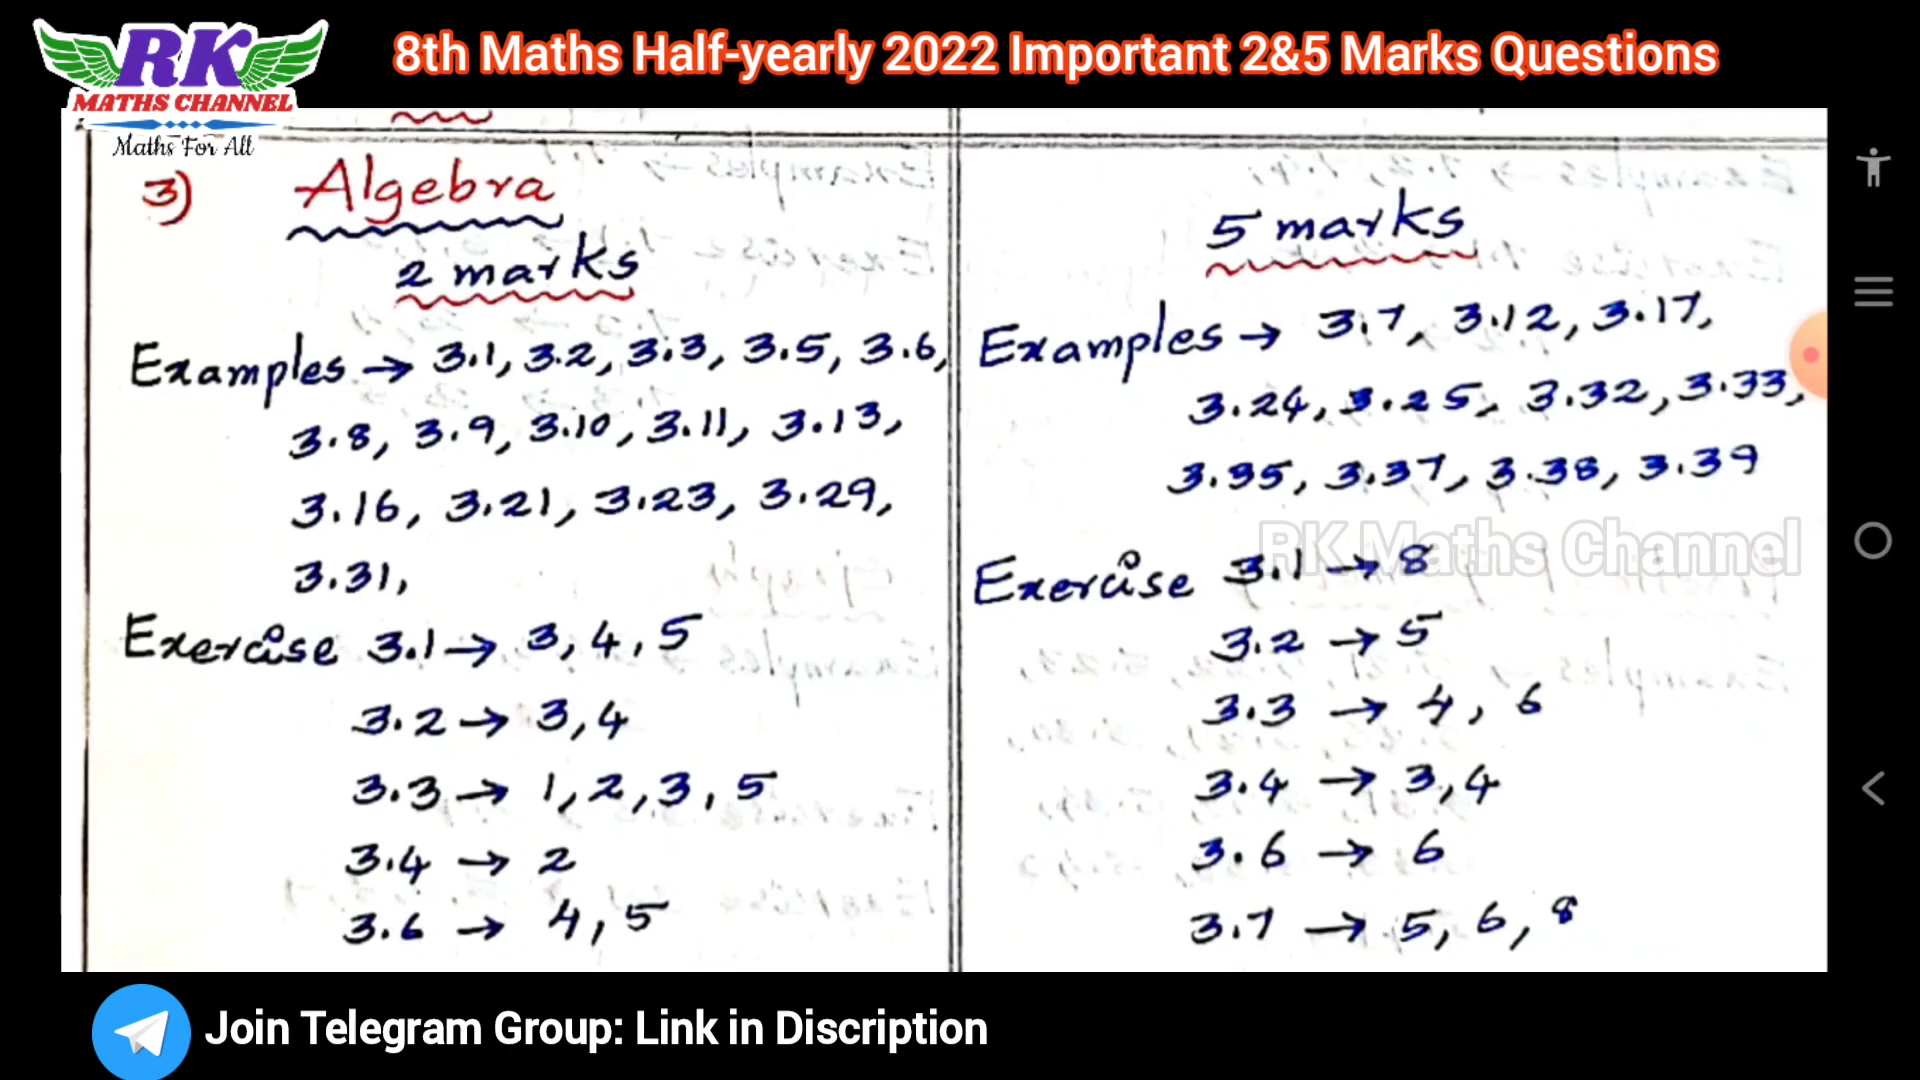 RK
MATHS CHANNEL
Maths For All
8th Maths Half-yearly 2022 Important 2&5 Marks Questions
3) Algebra
2 marks
Examples → 3.1, 3.2, 3.3, 3.5, 3.6,
3.8, 3.9, 3.10, 3.11, 3.13,
3.16, 3.21, 3.23, 3.29,
3.31,
Exercise 3.1 → 3, 4, 5
3.2 → 3, 4
3.3 → 1, 2, 3, 5
3.4 → 2
3.6 → 4, 5
5 marks
Examples → 3.7, 3.12, 3.17,
3.24, 3.25, 3.32, 3.33,
3.35, 3.37, 3.38, 3.39
RK Maths Channel
Exercise 3.1 → 8
3.2 → 5
3.3 → 4, 6
3.4 → 3, 4
3.6 → 6
3.7 → 5, 6, 8
Join Telegram Group: Link in Discription